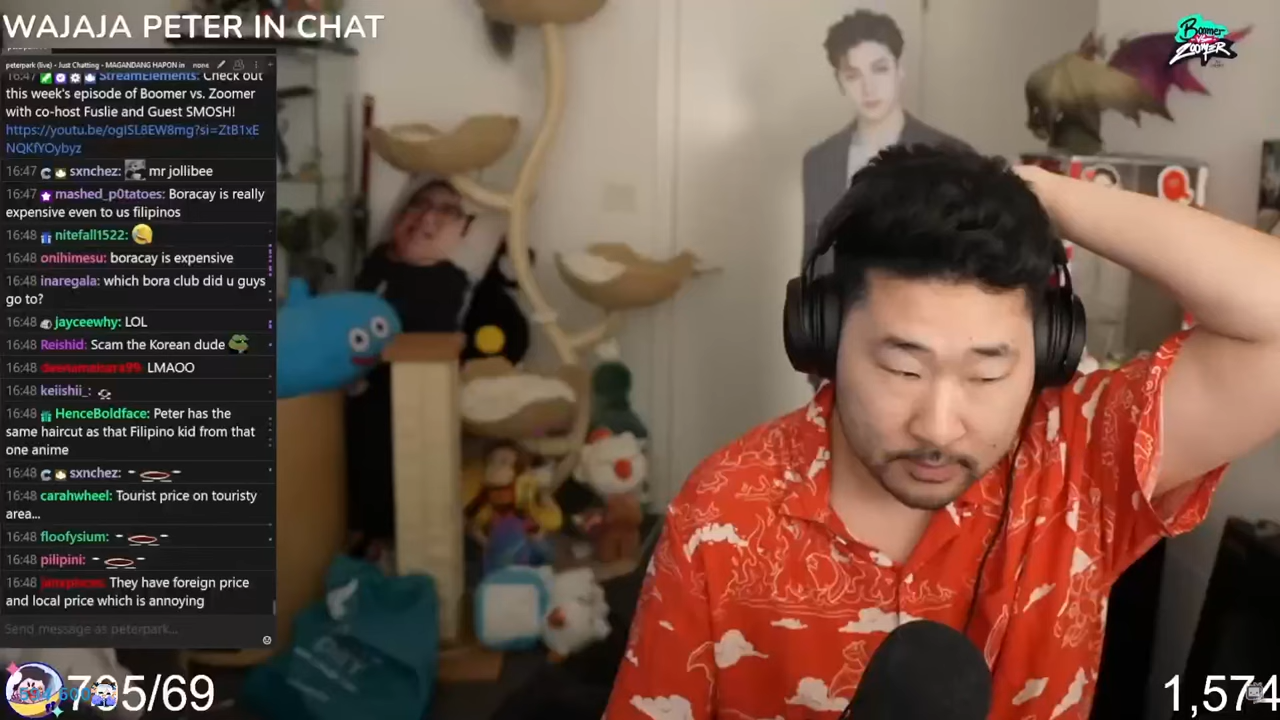 WAJAJA PETER IN CHAT
Boomer
vs
ZOOMER
peterpark (live) - Just Chatting - MAGANDANG HAPON in none
16:47 StreamElements: Check out
this week's episode of Boomer vs. Zoomer
with co-host Fuslie and Guest SMOSH!
https://youtu.be/ogISL8EW8mg?si=ZtB1xE
NQKfYOybyz
16:47 sxnchez: mr jollibee
16:47 mashed_p0tatoes: Boracay is really
expensive even to us filipinos
16:48 nitefall1522:
16:48 onihimesu: boracay is expensive
16:48 inaregala: which bora club did u guys
go to?
16:48 jayceewhy: LOL
16:48 Reishid: Scam the Korean dude
16:48 LMAOO
16:48 keiishii_:
16:48 HenceBoldface: Peter has the
same haircut as that Filipino kid from that
one anime
16:48 sxnchez:
16:48 carahwheel: Tourist price on touristy
area...
16:48 floofysium:
16:48 pilipini:
16:48 They have foreign price
and local price which is annoying
Send message as peterpark...
795/69
1,574